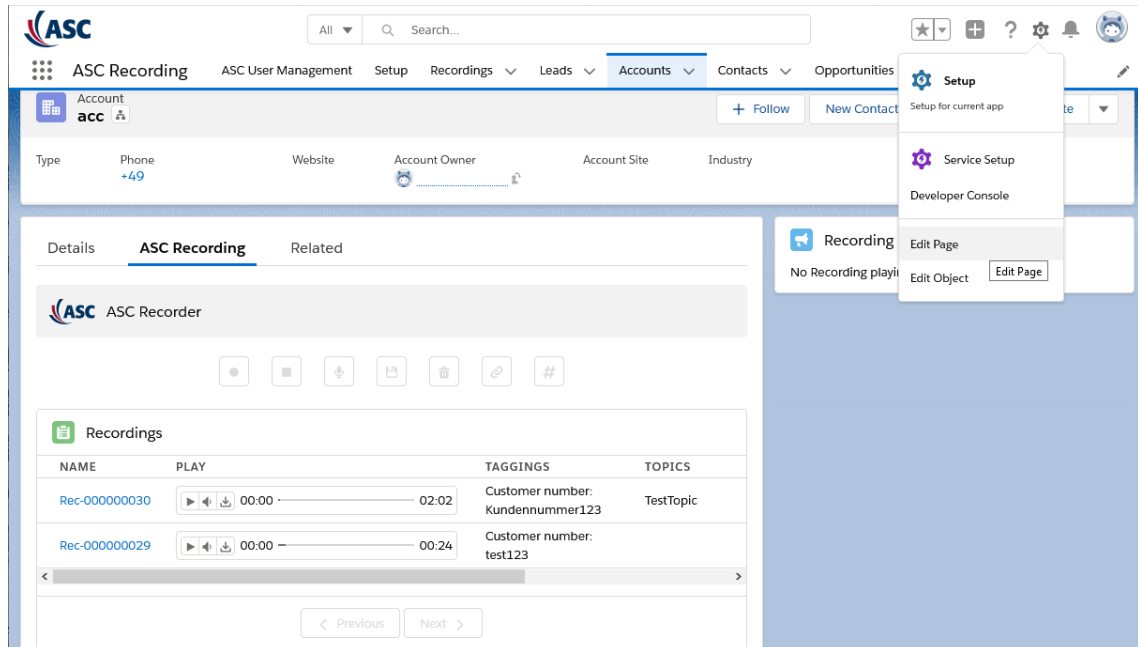 ASC
All
Search...
ASC Recording
ASC User Management
Setup
Recordings
Leads
Accounts
Contacts
Opportunities
Setup
Setup for current app
Service Setup
Developer Console
Edit Page
Edit Object
Edit Page
Account
acc
+ Follow
New Contact
te
Type
Phone
Website
Account Owner
Account Site
Industry
+49
Details
ASC Recording
Related
Recording
No Recording playi
ASC ASC Recorder
#
Recordings
NAME
PLAY
TAGGINGS
TOPICS
Rec-000000030
00:00
02:02
Customer number:
Kundennummer123
TestTopic
Rec-000000029
00:00
00:24
Customer number:
test123
Previous
Next